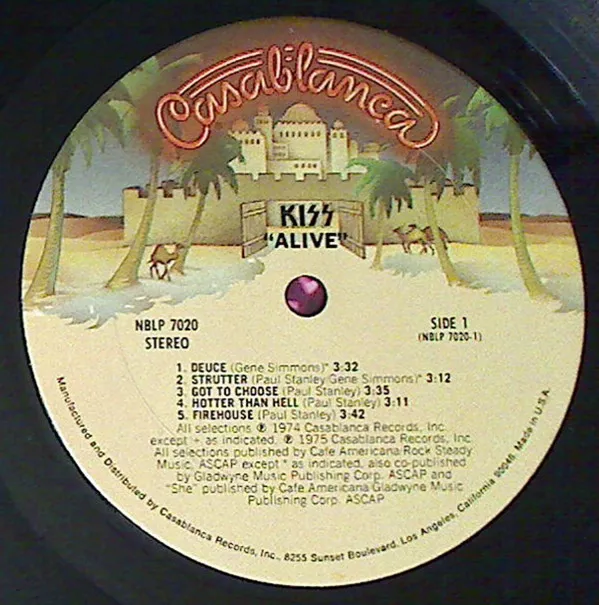 Casablanca
KISS
"ALIVE"
NBLP 7020
STEREO
SIDE 1
(NBLP 7020-1)
1. DEUCE (Gene Simmons)* 3:32
2. STRUTTER (Paul Stanley/Gene Simmons)* 3:12
3. GOT TO CHOOSE (Paul Stanley) 3:35
4. HOTTER THAN HELL (Paul Stanley) 3:11
5. FIREHOUSE (Paul Stanley) 3:42
All selections ℗ 1974 Casablanca Records, Inc.
except + as indicated. ℗ 1975 Casablanca Records, Inc.
All selections published by Cafe Americana/Rock Steady
Music, ASCAP except * as indicated, also co-published
by Gladwyne Music Publishing Corp. ASCAP and
"She" published by Cafe Americana/Gladwyne Music
Publishing Corp. ASCAP
Manufactured and Distributed by Casablanca Records, Inc., 8255 Sunset Boulevard, Los Angeles, California 90046, Made in U.S.A.